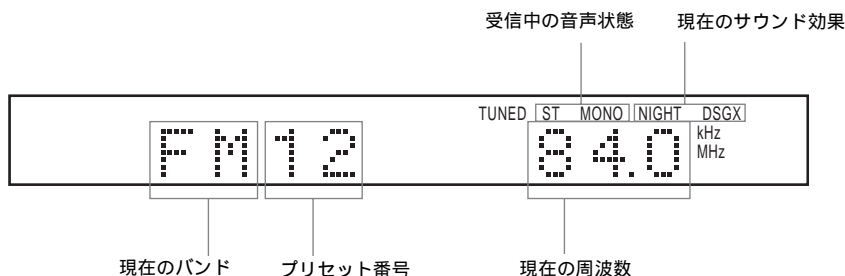 受信中の音声状態 現在のサウンド効果
TUNED ST MONO NIGHT DSGX
FM 12 84.0 kHz
MHz
現在のバンド プリセット番号 現在の周波数